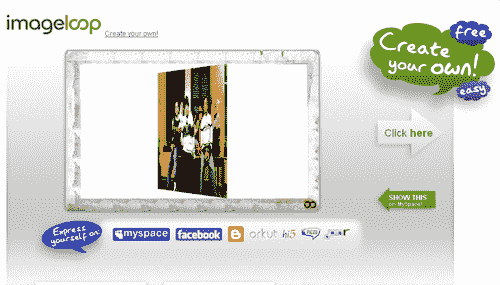 imageloop
Create your own!
free
Create
your own!
easy
Click here
SHOW THIS
on MySpace!
Express
yourself on:
myspace
facebook
orkut
hi5